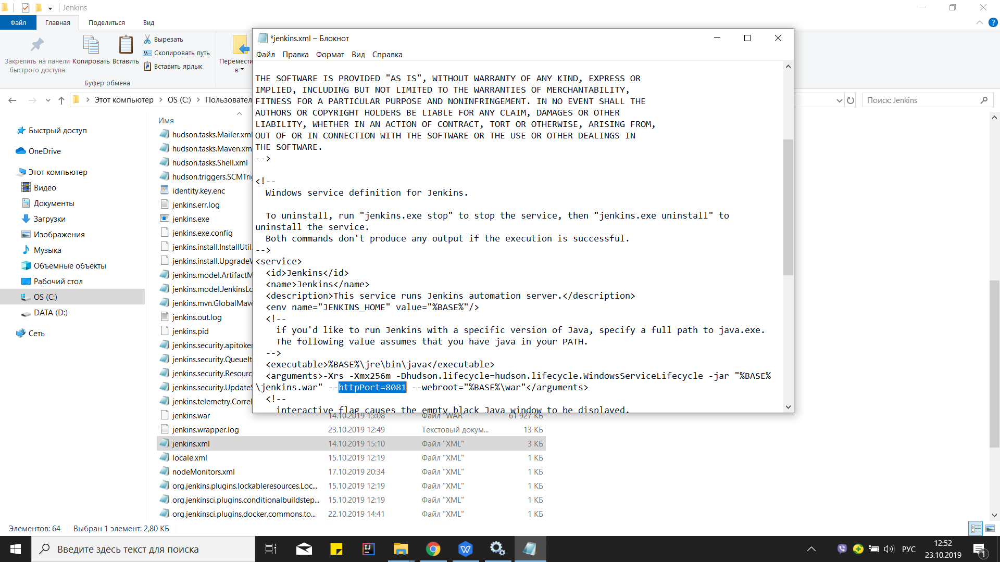 Jenkins
Файл
Главная
Поделиться
Вид
Закрепить на панели
быстрого доступа
Копировать
Вставить
Вырезать
Скопировать путь
Вставить ярлык
Перемести
в
Буфер обмена
Этот компьютер
OS (C:)
Пользовател
Поиск: Jenkins
Быстрый доступ
OneDrive
Этот компьютер
Видео
Документы
Загрузки
Изображения
Музыка
Объемные объекты
Рабочий стол
OS (C:)
DATA (D:)
Сеть
Имя
hudson.tasks.Mailer.xml
hudson.tasks.Maven.xm
hudson.tasks.Shell.xml
hudson.triggers.SCMTrig
identity.key.enc
jenkins.err.log
jenkins.exe
jenkins.exe.config
jenkins.install.InstallUtil.
jenkins.install.UpgradeW
jenkins.model.ArtifactM
jenkins.model.JenkinsLo
jenkins.mvn.GlobalMave
jenkins.out.log
jenkins.pid
jenkins.security.apitoken
jenkins.security.QueueIt
jenkins.security.Resourc
jenkins.security.UpdateS
jenkins.telemetry.Correl
jenkins.war 14.10.2019 15:08 Файл "WAR" 61 927 КБ
jenkins.wrapper.log 23.10.2019 12:49 Текстовый докум... 13 КБ
jenkins.xml 14.10.2019 15:10 Файл "XML" 3 КБ
locale.xml 15.10.2019 12:19 Файл "XML" 1 КБ
nodeMonitors.xml 17.10.2019 20:34 Файл "XML" 1 КБ
org.jenkins.plugins.lockableresources.Loc... 15.10.2019 12:19 Файл "XML" 1 КБ
org.jenkinsci.plugins.conditionalbuildstep... 15.10.2019 12:19 Файл "XML" 1 КБ
org.jenkinsci.plugins.docker.commons.to... 22.10.2019 14:41 Файл "XML" 1 КБ
*jenkins.xml – Блокнот
Файл Правка Формат Вид Справка
THE SOFTWARE IS PROVIDED "AS IS", WITHOUT WARRANTY OF ANY KIND, EXPRESS OR
IMPLIED, INCLUDING BUT NOT LIMITED TO THE WARRANTIES OF MERCHANTABILITY,
FITNESS FOR A PARTICULAR PURPOSE AND NONINFRINGEMENT. IN NO EVENT SHALL THE
AUTHORS OR COPYRIGHT HOLDERS BE LIABLE FOR ANY CLAIM, DAMAGES OR OTHER
LIABILITY, WHETHER IN AN ACTION OF CONTRACT, TORT OR OTHERWISE, ARISING FROM,
OUT OF OR IN CONNECTION WITH THE SOFTWARE OR THE USE OR OTHER DEALINGS IN
THE SOFTWARE.
-->
<!--
Windows service definition for Jenkins.
To uninstall, run "jenkins.exe stop" to stop the service, then "jenkins.exe uninstall" to
uninstall the service.
Both commands don't produce any output if the execution is successful.
-->
<service>
<id>Jenkins</id>
<name>Jenkins</name>
<description>This service runs Jenkins automation server.</description>
<env name="JENKINS_HOME" value="%BASE%"/>
<!--
if you'd like to run Jenkins with a specific version of Java, specify a full path to java.exe.
The following value assumes that you have java in your PATH.
-->
<executable>%BASE%\jre\bin\java</executable>
<arguments>-Xrs -Xmx256m -Dhudson.lifecycle=hudson.lifecycle.WindowsServiceLifecycle -jar "%BASE%
\jenkins.war" --httpPort=8081 --webroot="%BASE%\war"</arguments>
<!--
interactive flag causes the empty black Java window to be displayed.
Элементов: 64 Выбран 1 элемент: 2,80 КБ
Введите здесь текст для поиска
РУС
12:52
23.10.2019
1